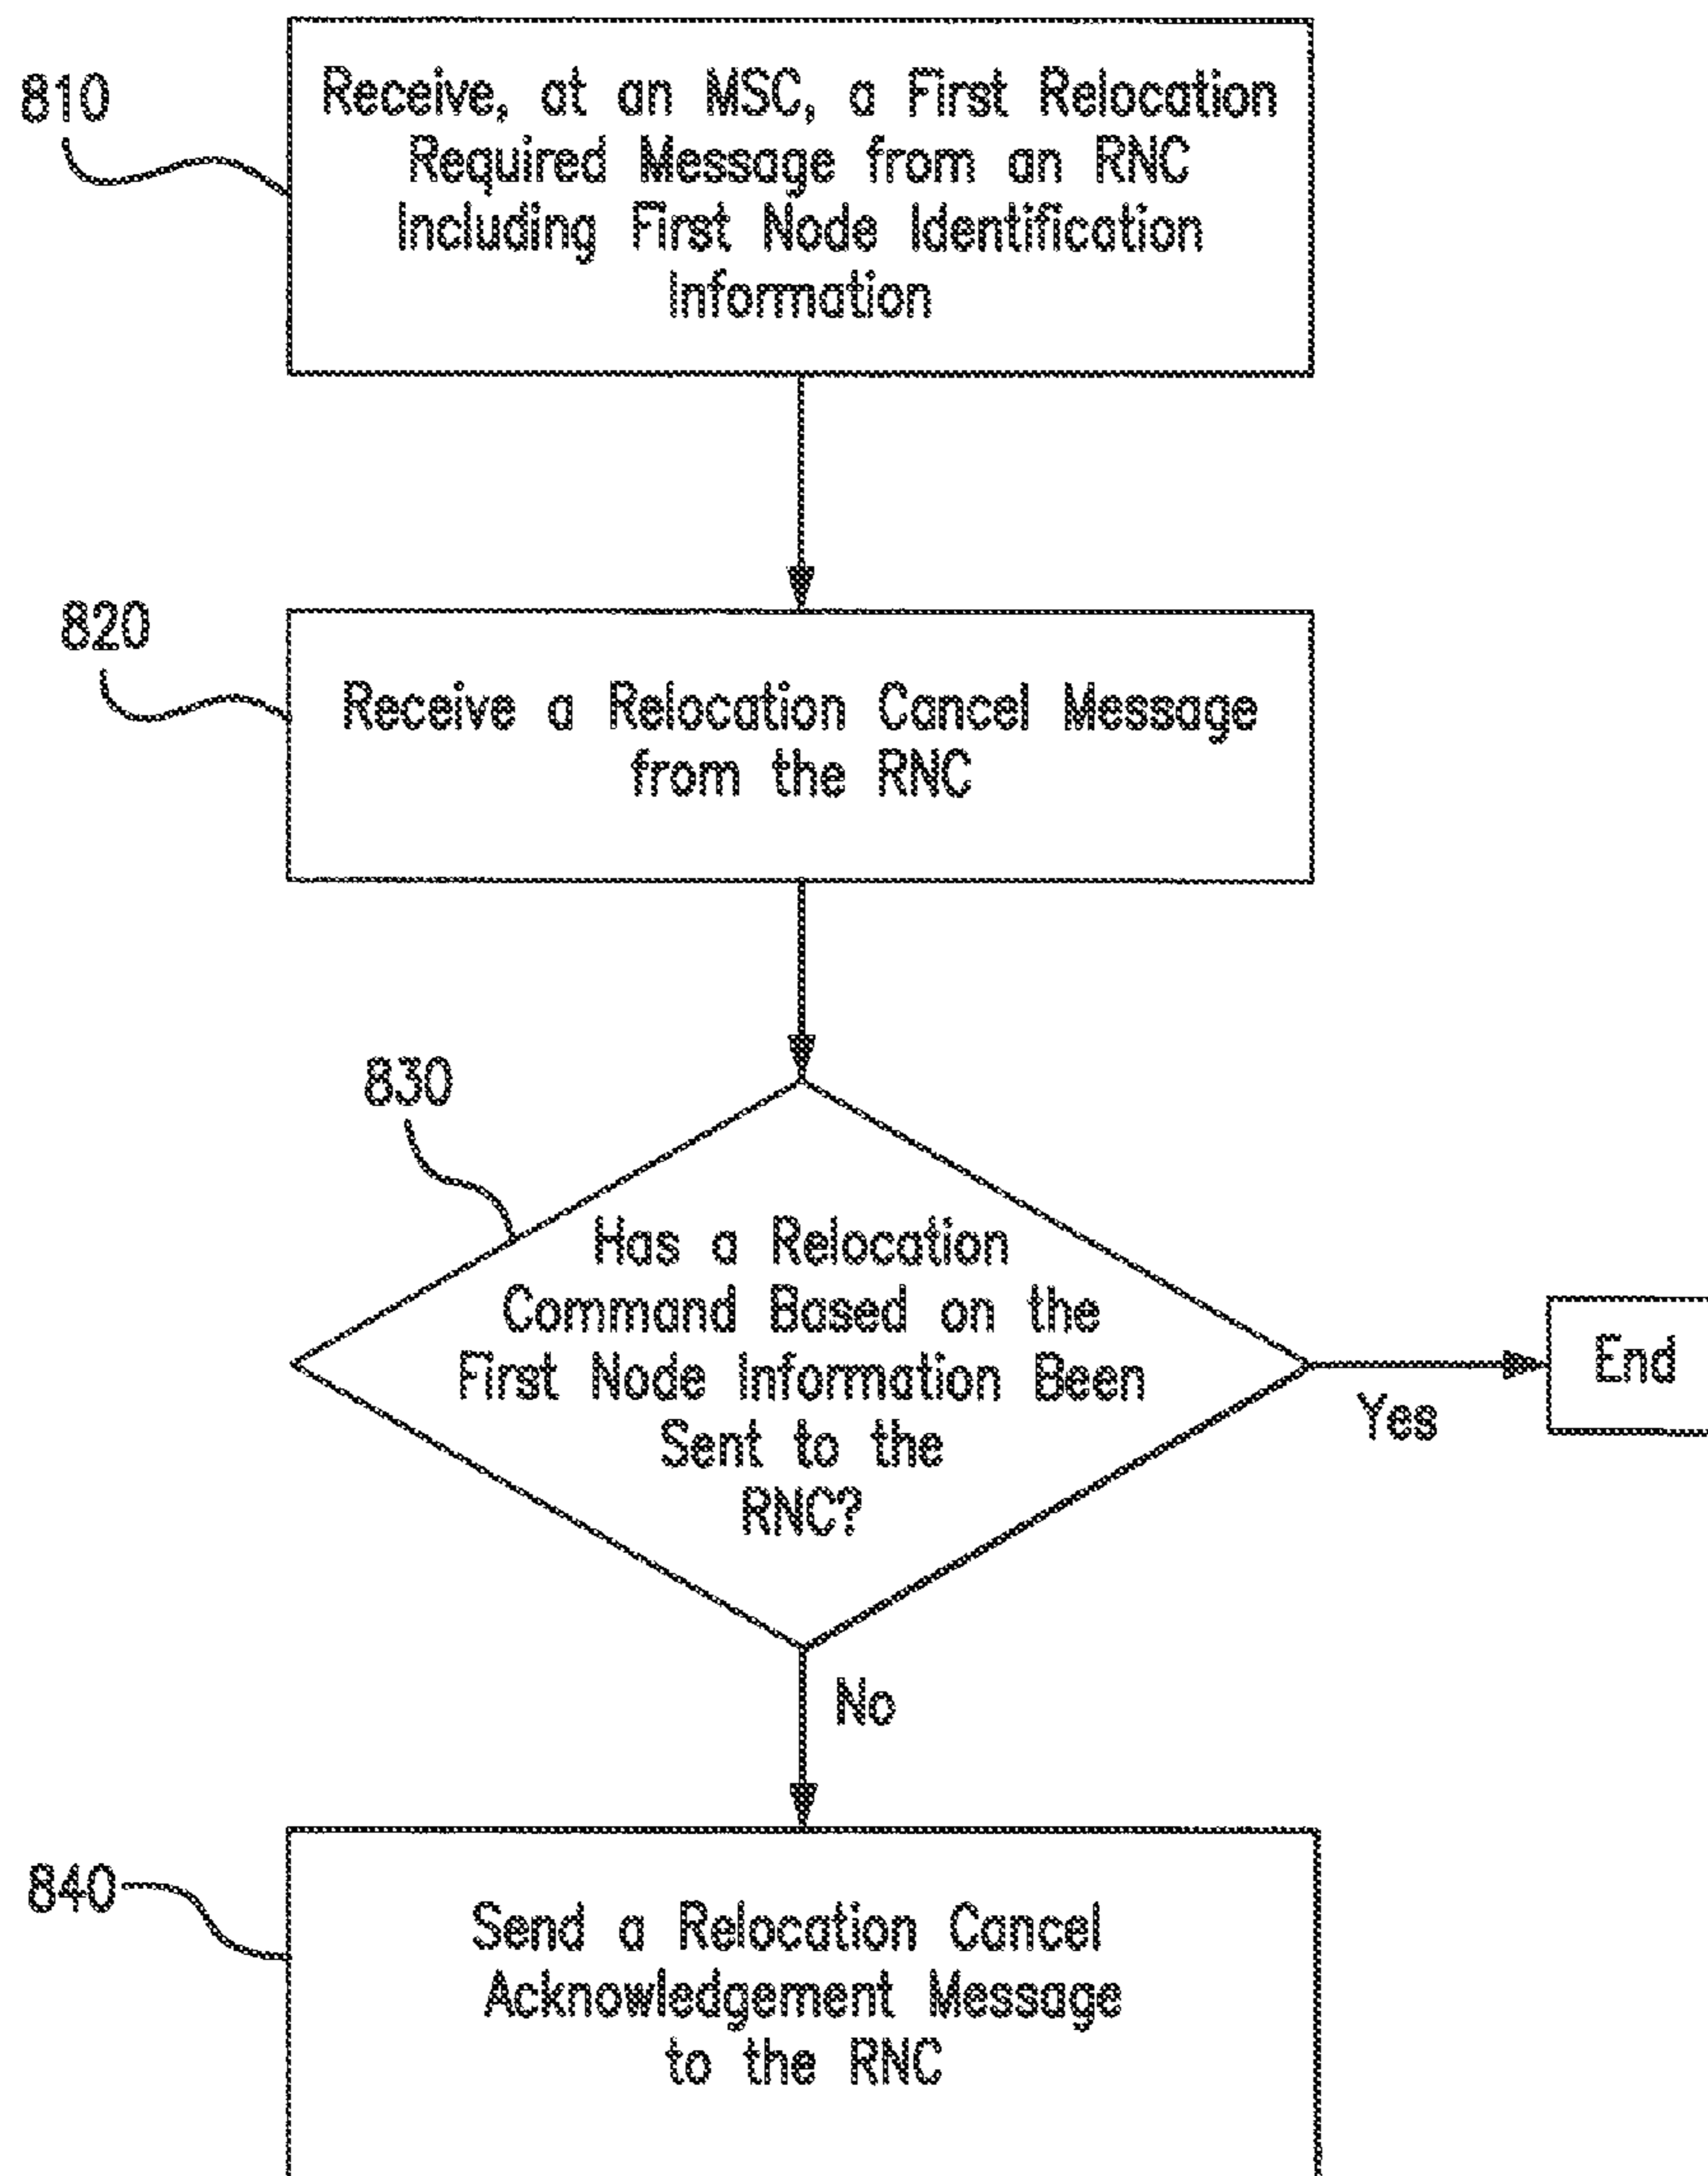 810
Receive, at an MSC, a First Relocation
Required Message from an RNC
Including First Node Identification
Information
820
Receive a Relocation Cancel Message
from the RNC
830
Has a Relocation
Command Based on the
First Node Information Been
Sent to the
RNC?
Yes
End
No
840
Send a Relocation Cancel
Acknowledgement Message
to the RNC